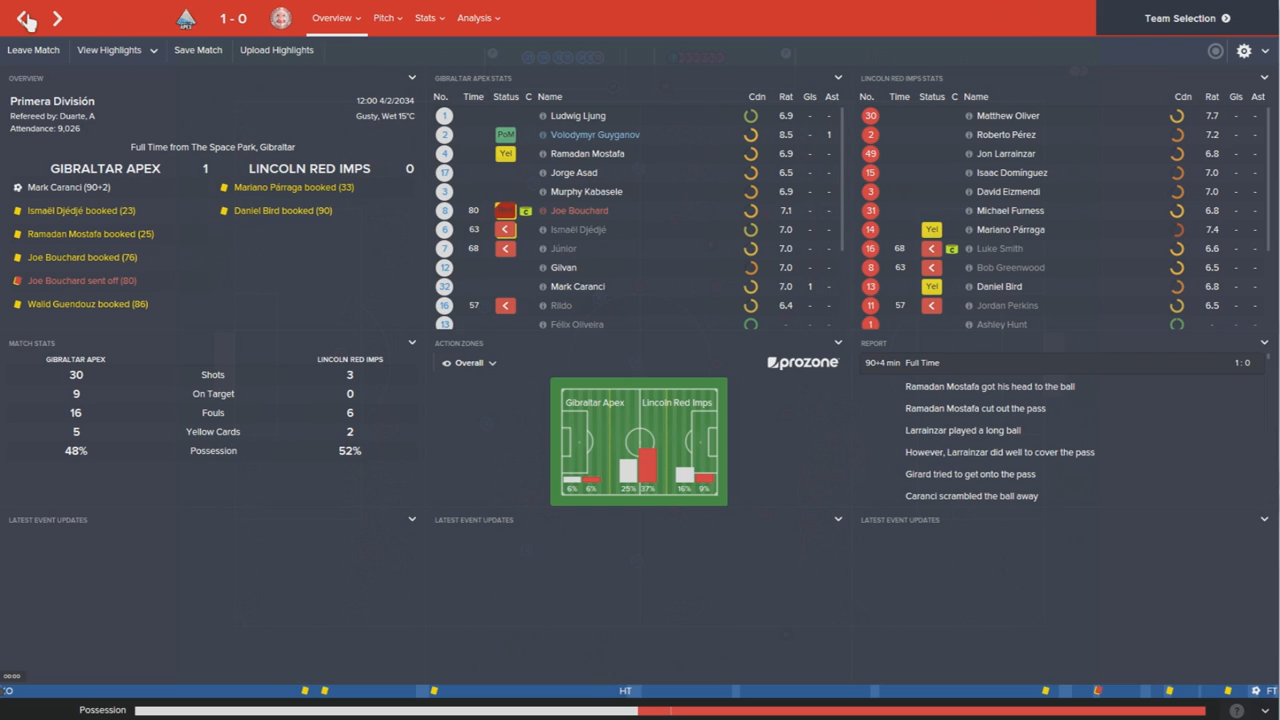 1 - 0 Overview Pitch Stats Analysis Team Selection
Leave Match View Highlights Save Match Upload Highlights
OVERVIEW
Primera División 12:00 4/2/2034
Refereed by: Duarte, A Gusty, Wet 15°C
Attendance: 9,026
Full Time from The Space Park, Gibraltar
GIBRALTAR APEX 1 LINCOLN RED IMPS 0
Mark Caranci (90+2) Mariano Párraga booked (33)
Ismaël Djédjé booked (23) Daniel Bird booked (90)
Ramadan Mostafa booked (25)
Joe Bouchard booked (76)
Joe Bouchard sent off (80)
Walid Guendouz booked (86)
GIBRALTAR APEX STATS
No. Time Status C Name Cdn Rat Gls Ast
1 Ludwig Ljung 6.9 - -
2 PoM Volodymyr Guyganov 8.5 - 1
4 Yel Ramadan Mostafa 6.9 - -
17 Jorge Asad 6.5 - -
3 Murphy Kabasele 6.9 - -
8 80 C Joe Bouchard 7.1 - -
6 63 Ismaël Djédjé 7.0 - -
7 68 Júnior 7.0 - -
12 Gilvan 7.0 - -
32 Mark Caranci 7.0 1 -
16 57 Rildo 6.4 - -
13 Félix Oliveira - - -
LINCOLN RED IMPS STATS
No. Time Status C Name Cdn Rat Gls Ast
30 Matthew Oliver 7.7 - -
2 Roberto Pérez 7.2 - -
49 Jon Larrainzar 6.8 - -
15 Isaac Domínguez 7.0 - -
3 David Eizmendi 7.0 - -
31 Michael Furness 6.8 - -
14 Yel Mariano Párraga 7.4 - -
16 68 C Luke Smith 6.6 - -
8 63 Bob Greenwood 6.5 - -
13 Yel Daniel Bird 6.8 - -
11 57 Jordan Perkins 6.5 - -
1 Ashley Hunt - - -
MATCH STATS
GIBRALTAR APEX LINCOLN RED IMPS
30 Shots 3
9 On Target 0
16 Fouls 6
5 Yellow Cards 2
48% Possession 52%
ACTION ZONES
Overall prozone
Gibraltar Apex Lincoln Red Imps
6% 6% 25% 37% 16% 9%
REPORT
90+4 min Full Time 1 : 0
Ramadan Mostafa got his head to the ball
Ramadan Mostafa cut out the pass
Larrainzar played a long ball
However, Larrainzar did well to cover the pass
Girard tried to get onto the pass
Caranci scrambled the ball away
LATEST EVENT UPDATES
LATEST EVENT UPDATES
LATEST EVENT UPDATES
00:00
HT FT
Possession